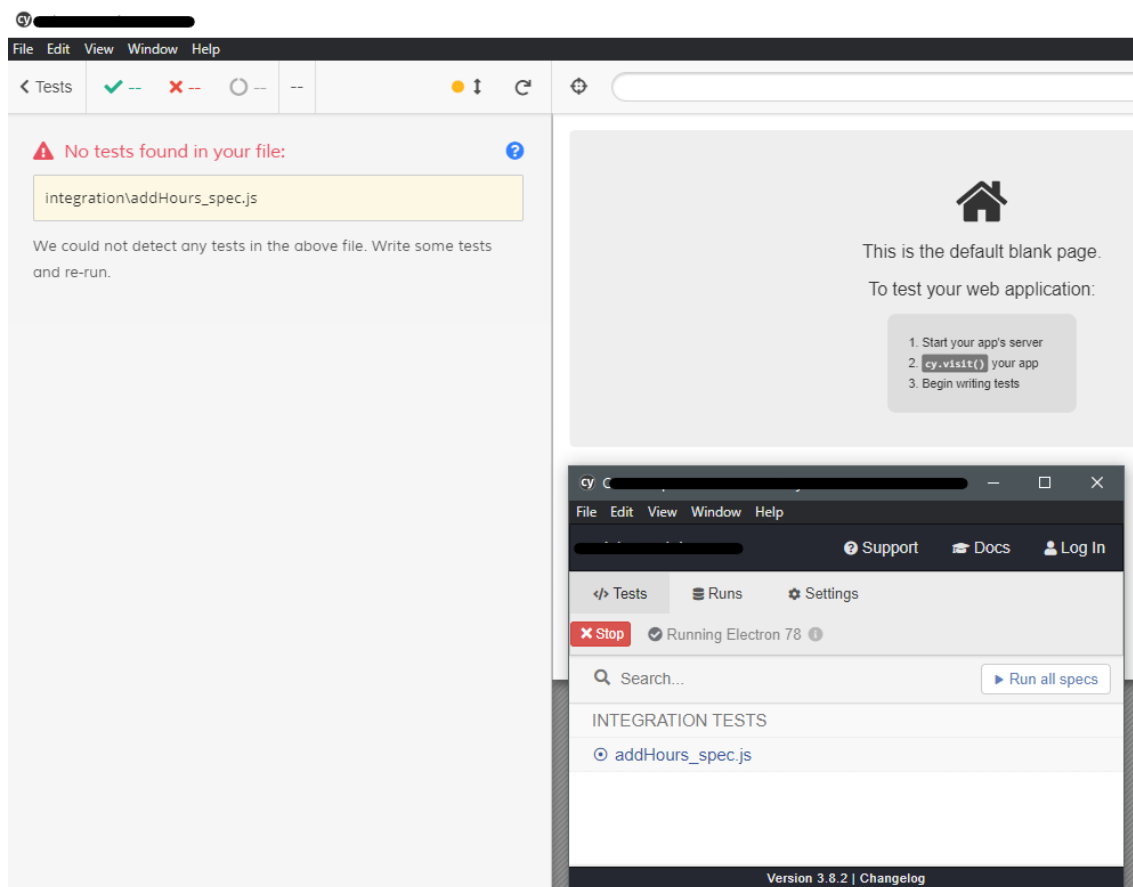 cy
File Edit View Window Help
Tests -- -- -- --
No tests found in your file:
integration\addHours_spec.js
We could not detect any tests in the above file. Write some tests
and re-run.
This is the default blank page.
To test your web application:
1. Start your app's server
2. cy.visit() your app
3. Begin writing tests
cy C
File Edit View Window Help
Support Docs Log In
</> Tests Runs Settings
Stop Running Electron 78
Search... Run all specs
INTEGRATION TESTS
addHours_spec.js
Version 3.8.2 | Changelog